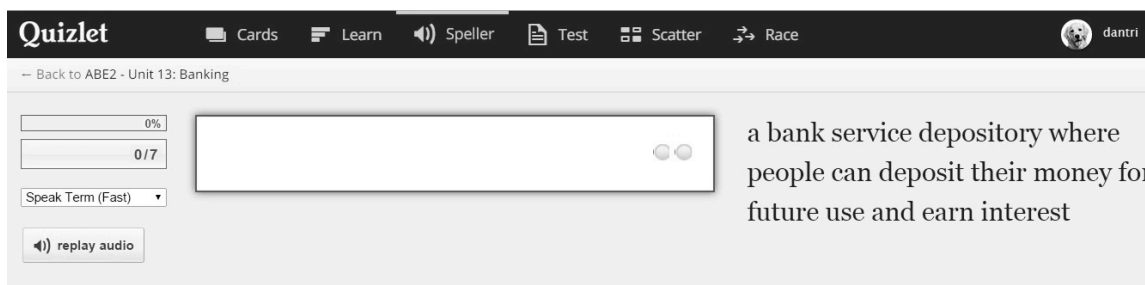 Quizlet
Cards
Learn
Speller
Test
Scatter
Race
dantri
← Back to ABE2 - Unit 13: Banking
0%
0/7
Speak Term (Fast)
replay audio
a bank service depository where
people can deposit their money for
future use and earn interest